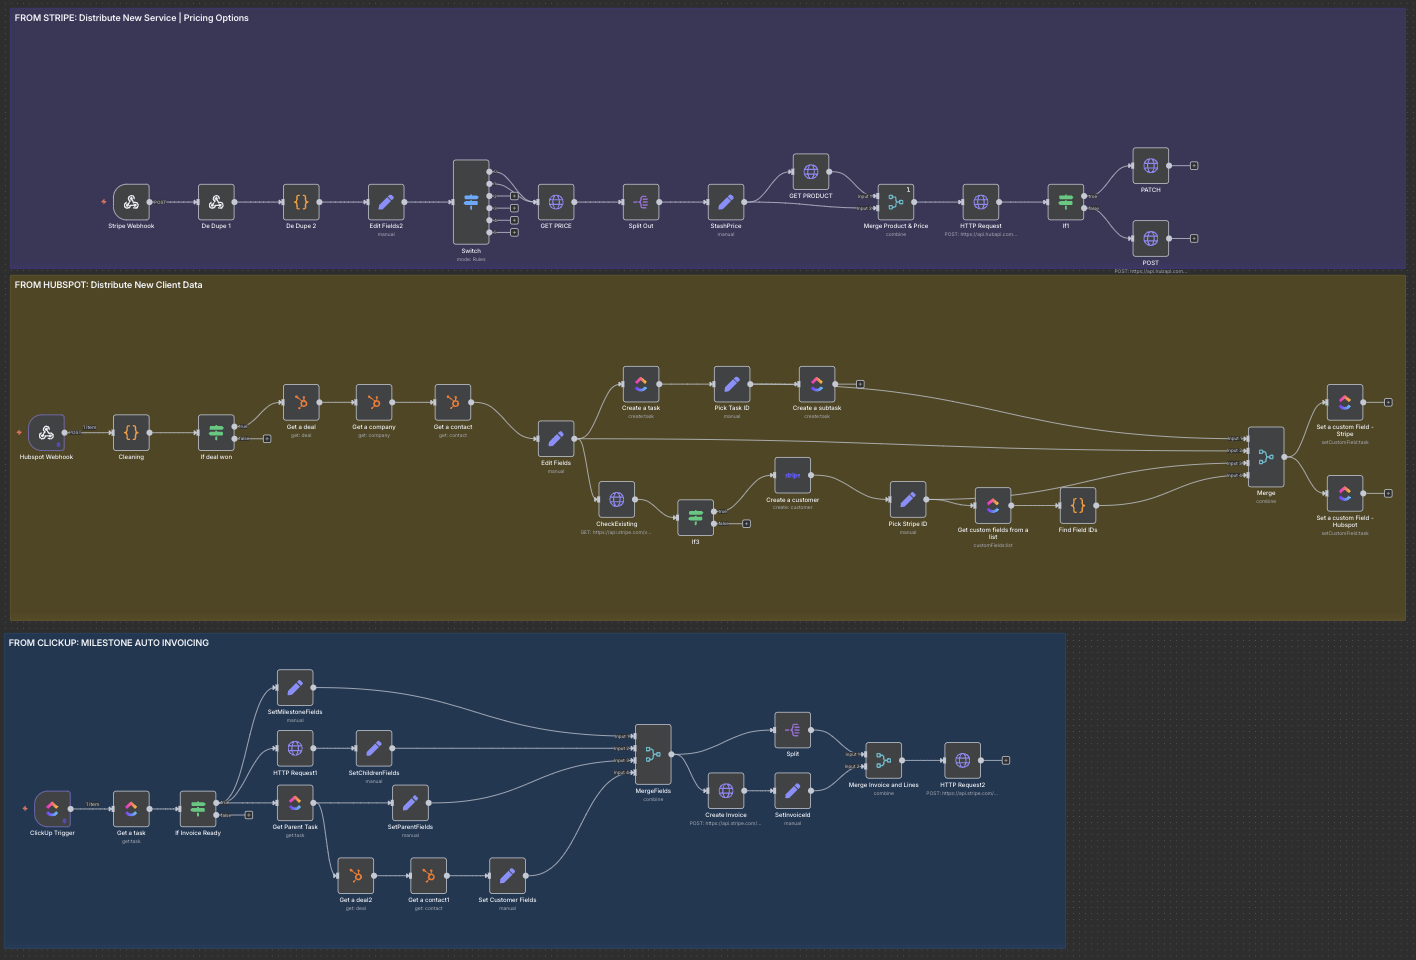 FROM STRIPE: Distribute New Service | Pricing Options
Stripe Webhook
POST
De Dupe 1
De Dupe 2
Edit Fields2
manual
Switch
mode: Rules
GET PRICE
Split Out
StashPrice
manual
GET PRODUCT
Input 1
Input 2
1
Merge Product & Price
combine
HTTP Request
POST: https://api.hubapi.com...
If1
true
false
PATCH
POST
POST: https://api.hubapi.com...
FROM HUBSPOT: Distribute New Client Data
Hubspot Webhook
POST
1 item
Cleaning
If deal won
true
false
Get a deal
get: deal
Get a company
get: company
Get a contact
get: contact
Edit Fields
manual
Create a task
create:task
Pick Task ID
manual
Create a subtask
create:task
CheckExisting
GET: https://api.stripe.com/v...
If3
true
false
stripe
Create a customer
create: customer
Pick Stripe ID
manual
Get custom fields from a
list
customFields:list
Find Field IDs
Input 1
Input 2
Input 3
Input 4
Merge
combine
Set a custom Field -
Stripe
setCustomField:task
Set a custom Field -
Hubspot
setCustomField:task
FROM CLICKUP: MILESTONE AUTO INVOICING
ClickUp Trigger
1 item
Get a task
get:task
If Invoice Ready
true
false
SetMilestoneFields
manual
HTTP Request1
SetChildrenFields
manual
Get Parent Task
get:task
SetParentFields
manual
Get a deal2
get: deal
Get a contact1
get: contact
Set Customer Fields
manual
Input 1
Input 2
Input 3
Input 4
MergeFields
combine
Split
Create Invoice
POST: https://api.stripe.com/...
SetInvoiceId
manual
Input 1
Input 2
Merge Invoice and Lines
combine
HTTP Request2
POST: https://api.stripe.com/...